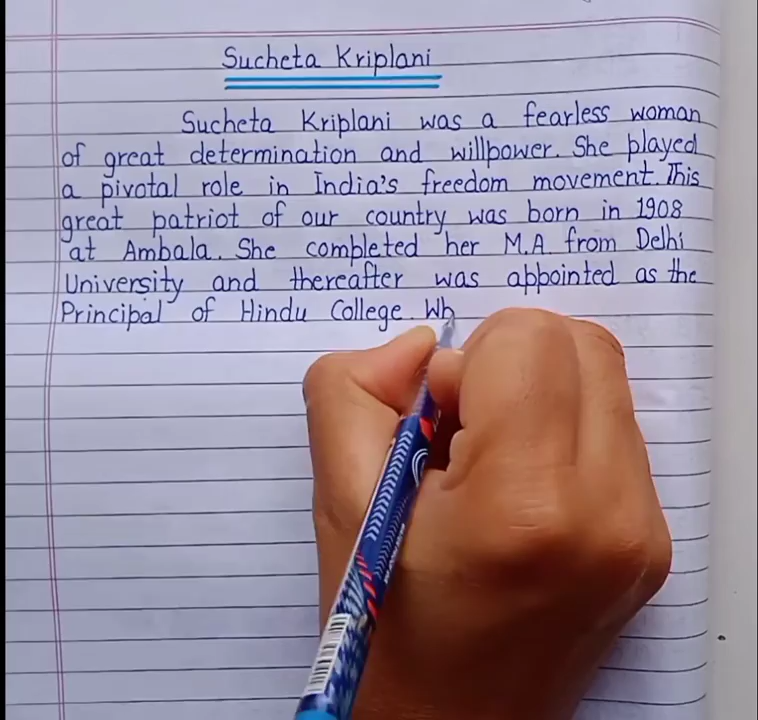 Sucheta Kriplani
Sucheta Kriplani was a fearless woman
of great determination and willpower. She played
a pivotal role in India's freedom movement. This
great patriot of our country was born in 1908
at Ambala. She completed her M.A. from Delhi
University and thereafter was appointed as the
Principal of Hindu College. Wh